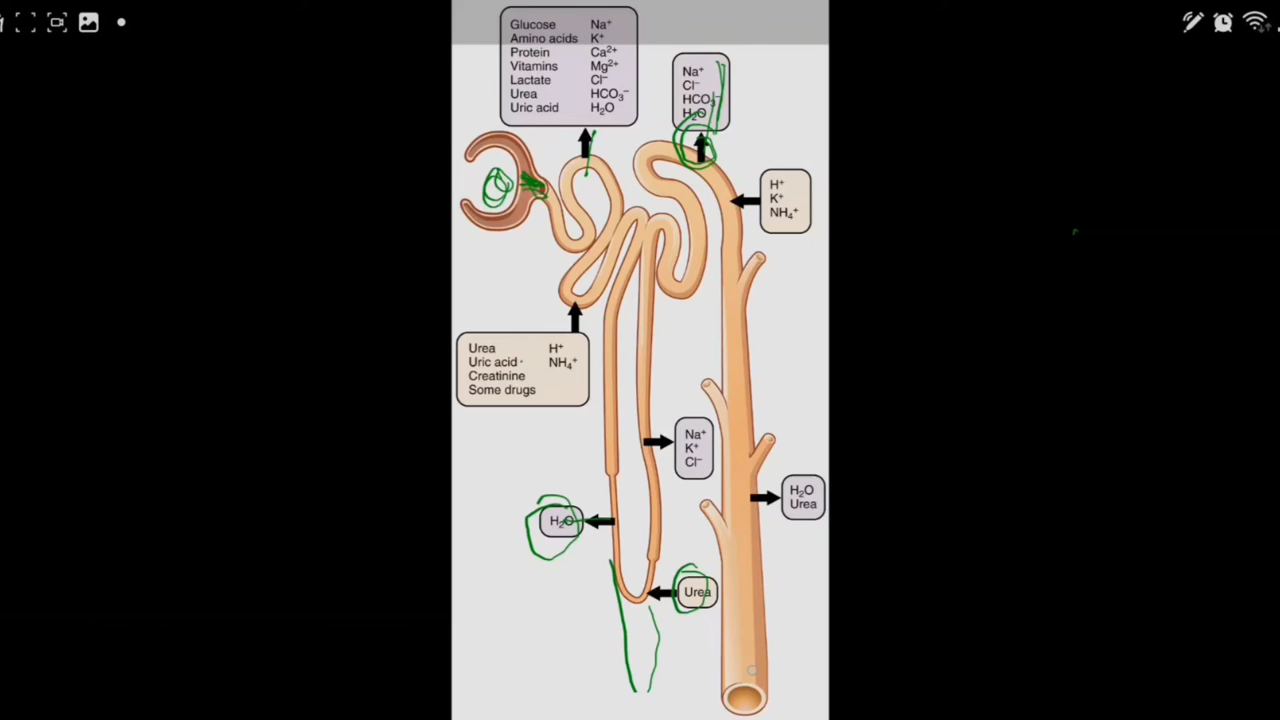 Glucose Na⁺
Amino acids K⁺
Protein Ca²⁺
Vitamins Mg²⁺
Lactate Cl⁻
Urea HCO₃⁻
Uric acid H₂O
Na⁺
Cl⁻
HCO₃⁻
H₂O
H⁺
K⁺
NH₄⁺
Urea H⁺
Uric acid NH₄⁺
Creatinine
Some drugs
Na⁺
K⁺
Cl⁻
H₂O
Urea
H₂O
Urea